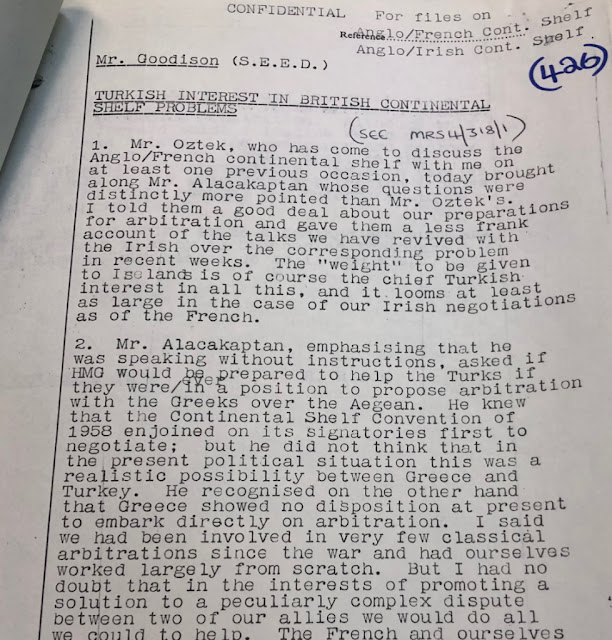 CONFIDENTIAL For files on
Reference Anglo/French Cont. Shelf
Anglo/Irish Cont. Shelf
426
Mr. Goodison (S.E.E.D.)
TURKISH INTEREST IN BRITISH CONTINENTAL
SHELF PROBLEMS
(SEE MRS4/318/1)
1. Mr. Oztek, who has come to discuss the
Anglo/French continental shelf with me on
at least one previous occasion, today brought
along Mr. Alacakaptan whose questions were
distinctly more pointed than Mr. Oztek's.
I told them a good deal about our preparations
for arbitration and gave them a less frank
account of the talks we have revived with
the Irish over the corresponding problem
in recent weeks. The "weight" to be given
to Islands is of course the chief Turkish
interest in all this, and it looms at least
as large in the case of our Irish negotiations
as of the French.
2. Mr. Alacakaptan, emphasising that he
was speaking without instructions, asked if
HMG would be prepared to help the Turks if
they were/ever in a position to propose arbitration
with the Greeks over the Aegean. He knew
that the Continental Shelf Convention of
1958 enjoined on its signatories first to
negotiate; but he did not think that in
the present political situation this was a
realistic possibility between Greece and
Turkey. He recognised on the other hand
that Greece showed no disposition at present
to embark directly on arbitration. I said
we had been involved in very few classical
arbitrations since the war and had ourselves
worked largely from scratch. But I had no
doubt that in the interests of promoting a
solution to a peculiarly complex dispute
between two of our allies we would do all
we could to help. The French and ourselves